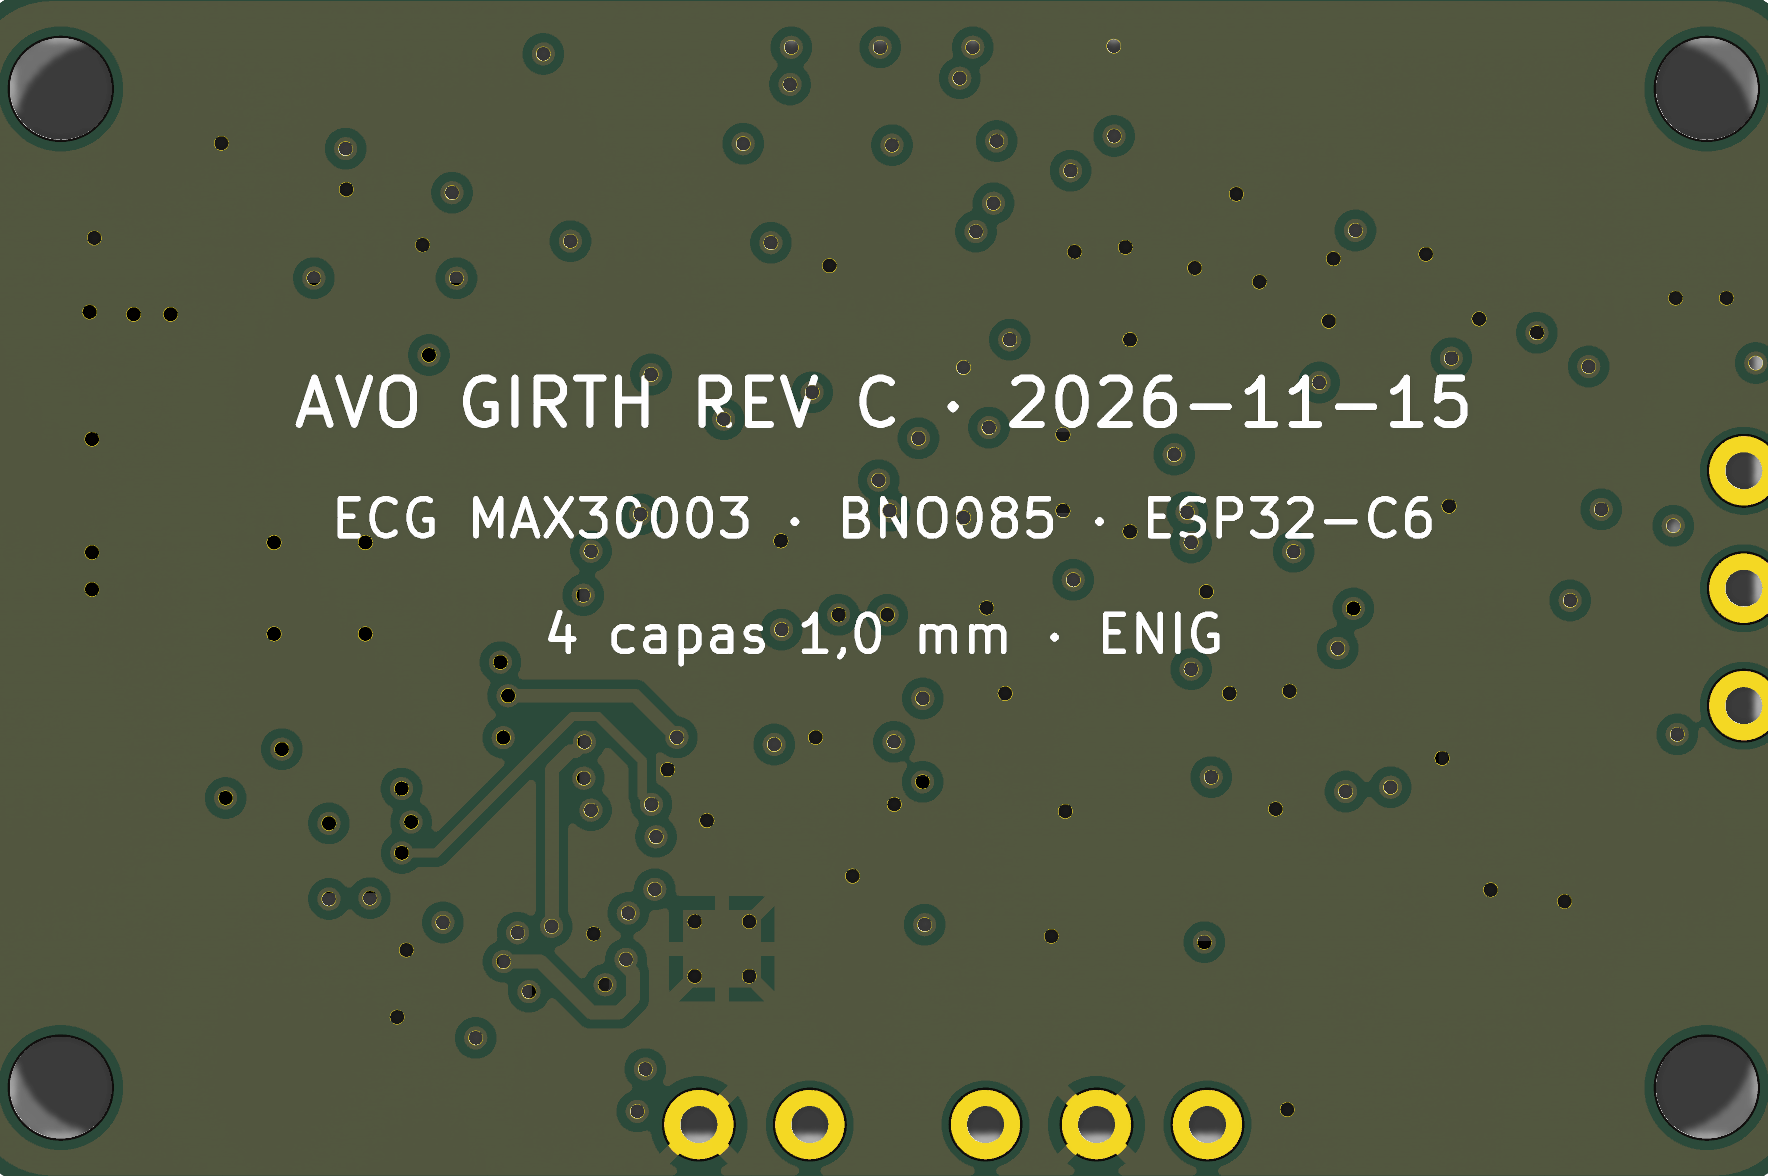 AVO GIRTH REV C · 2026-11-15
ECG MAX30003 · BNO085 · ESP32-C6
4 capas 1,0 mm · ENIG